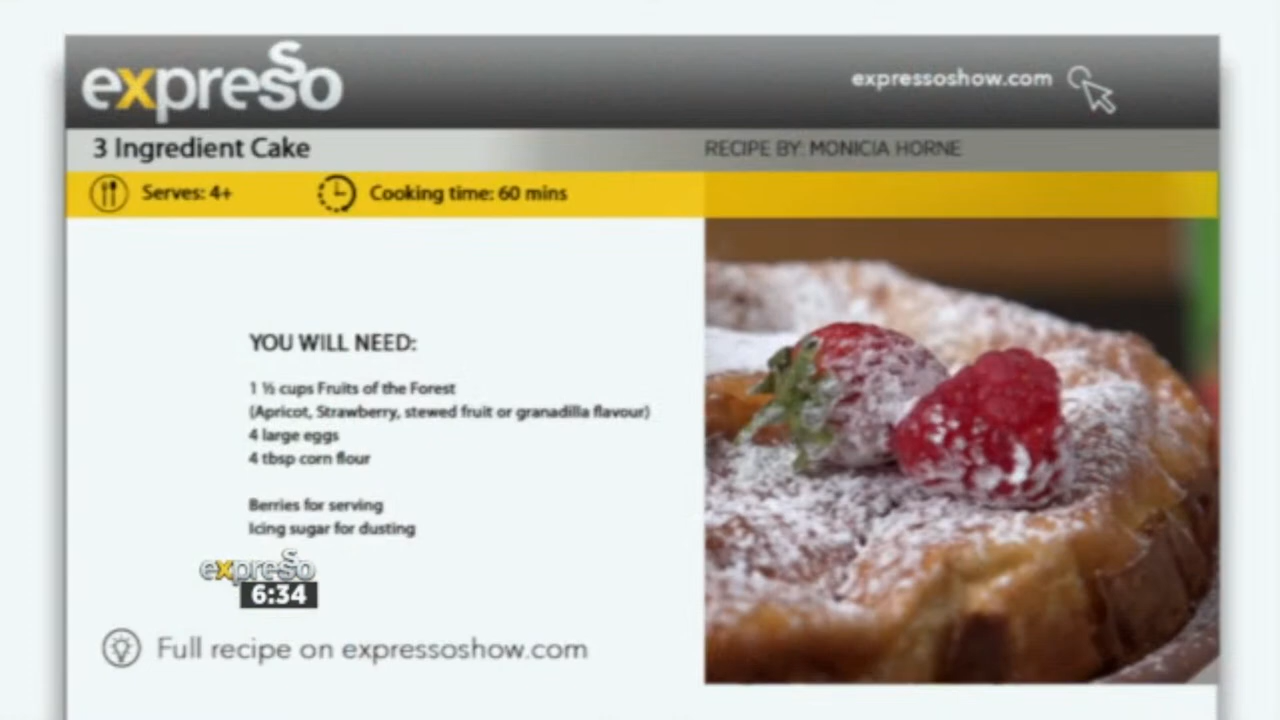 expresso
expressoshow.com
3 Ingredient Cake
RECIPE BY: MONICIA HORNE
Serves: 4+
Cooking time: 60 mins
YOU WILL NEED:
1 ½ cups Fruits of the Forest
(Apricot, Strawberry, stewed fruit or granadilla flavour)
4 large eggs
4 tbsp corn flour
Berries for serving
Icing sugar for dusting
expresso
6:34
Full recipe on expressoshow.com